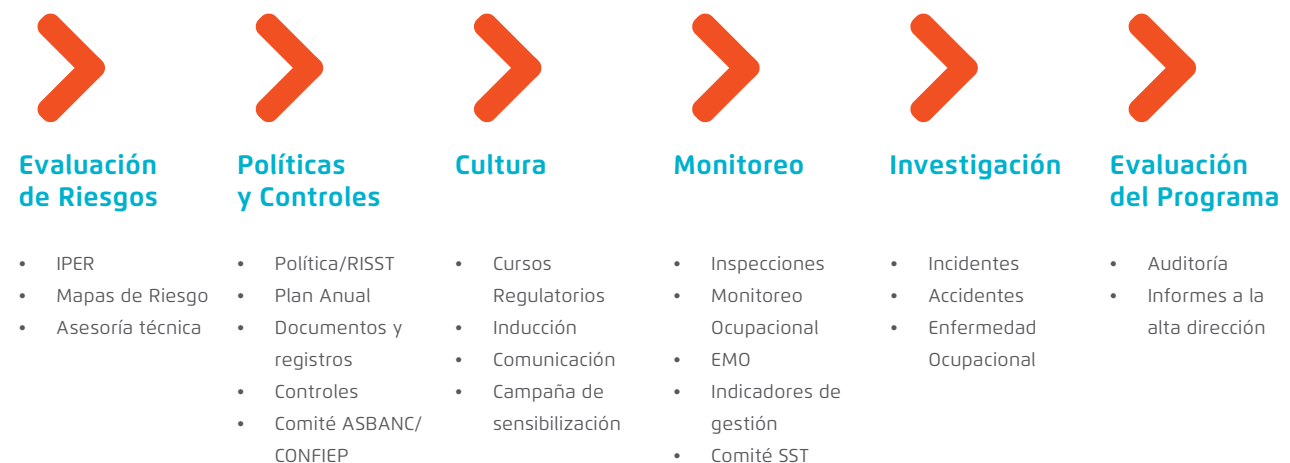 Evaluación
de Riesgos
• IPER
• Mapas de Riesgo
• Asesoría técnica
Políticas
y Controles
• Política/RISST
• Plan Anual
• Documentos y
registros
• Controles
• Comité ASBANC/
CONFIEP
Cultura
• Cursos
Regulatorios
• Inducción
• Comunicación
• Campaña de
sensibilización
Monitoreo
• Inspecciones
• Monitoreo
Ocupacional
• EMO
• Indicadores de
gestión
• Comité SST
Investigación
• Incidentes
• Accidentes
• Enfermedad
Ocupacional
Evaluación
del Programa
• Auditoría
• Informes a la
alta dirección